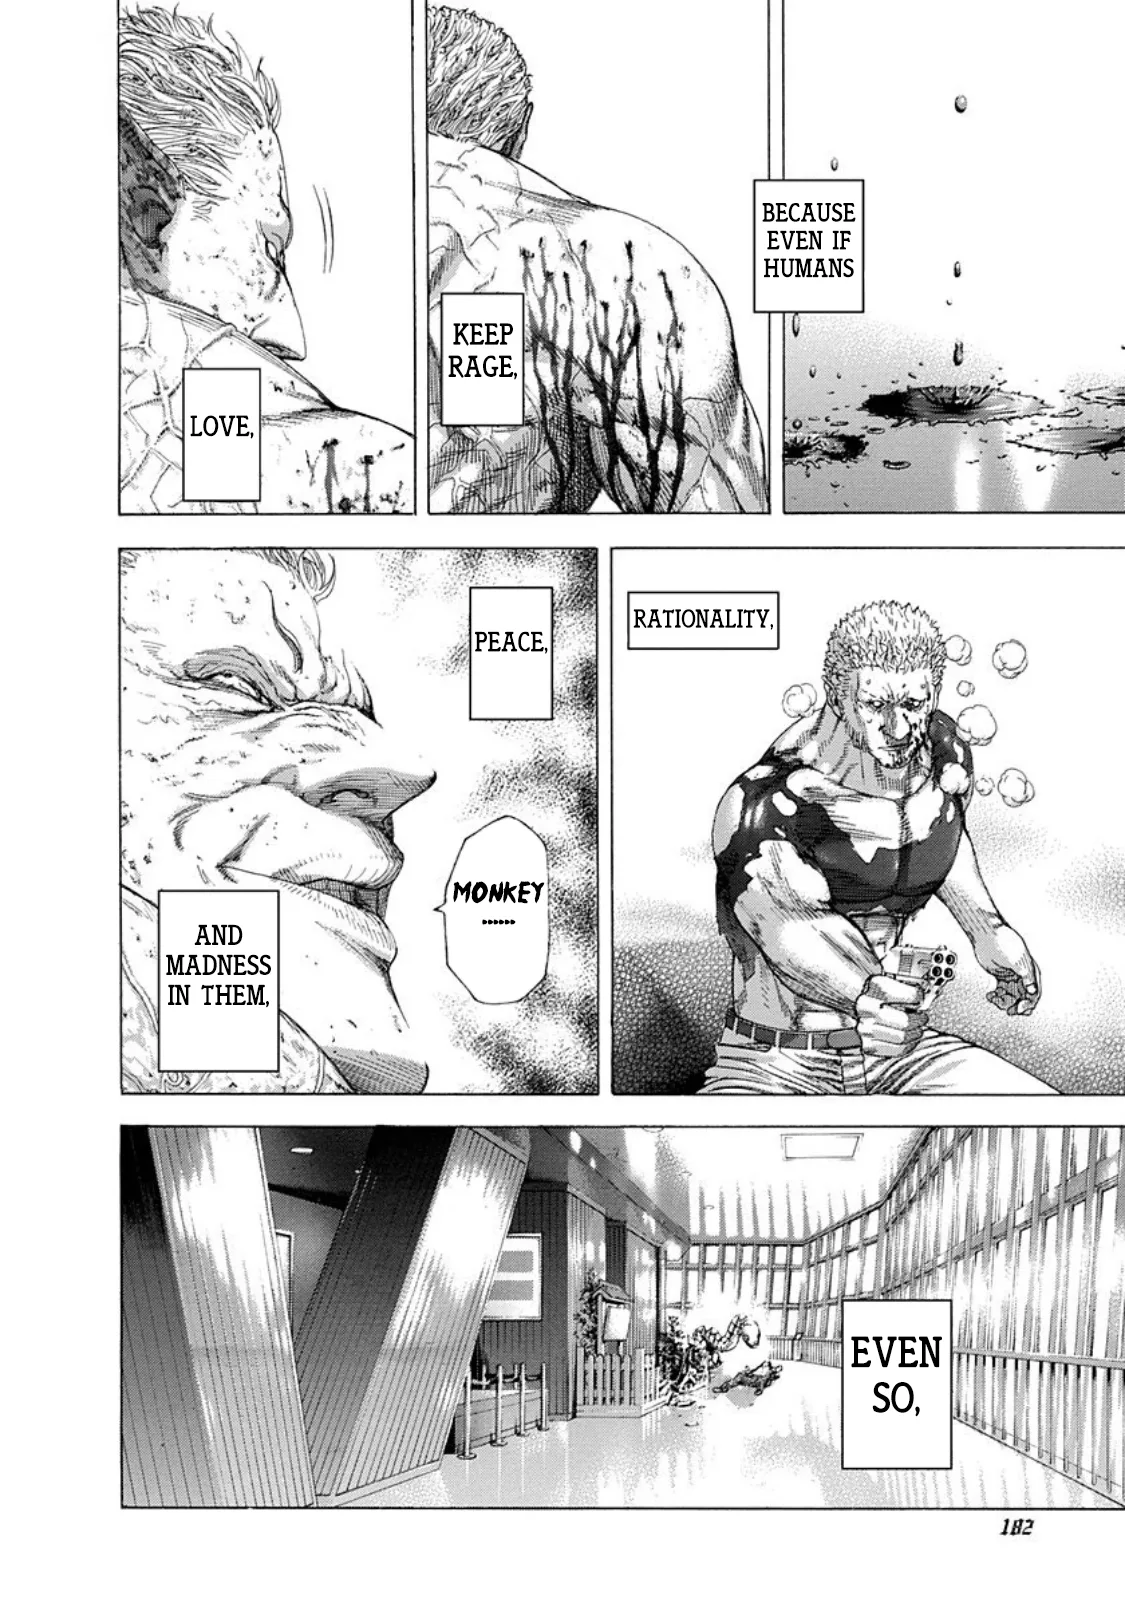 BECAUSE
EVEN IF
HUMANS
KEEP
RAGE,
LOVE,
RATIONALITY,
PEACE,
MONKEY
......
AND
MADNESS
IN THEM,
EVEN
SO,
182